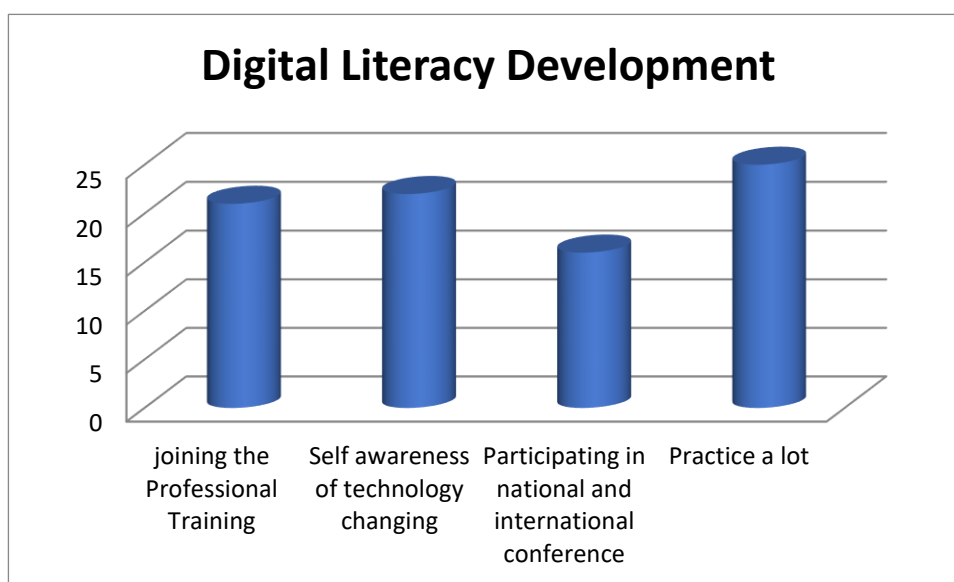 Digital Literacy Development
25
20
15
10
5
0
joining the
Professional
Training
Self awareness
of technology
changing
Participating in
national and
international
conference
Practice a lot